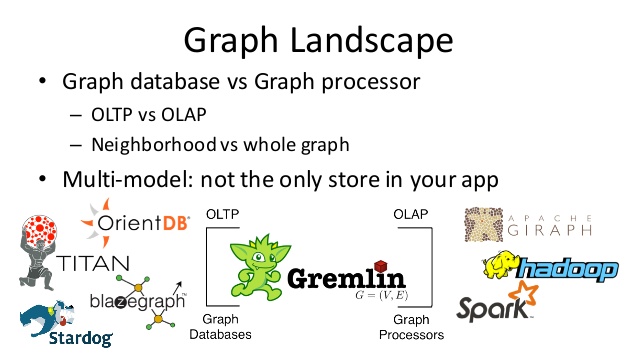 Graph Landscape
• Graph database vs Graph processor
– OLTP vs OLAP
– Neighborhood vs whole graph
• Multi-model: not the only store in your app
OrientDB
TITAN
blazegraph
Stardog
OLTP
Graph
Databases
Gremlin
G = (V, E)
OLAP
Graph
Processors
APACHE
GIRAPH
hadoop
Spark